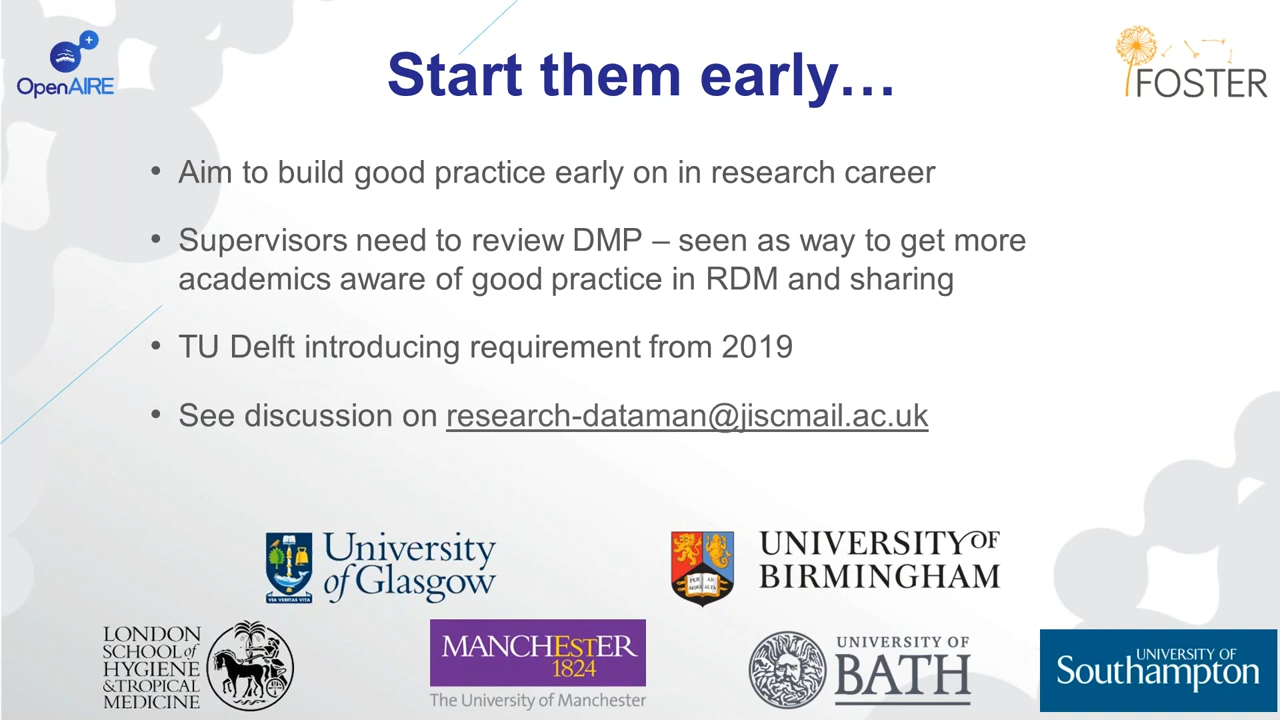 OpenAIRE
FOSTER
Start them early…
• Aim to build good practice early on in research career
• Supervisors need to review DMP – seen as way to get more
academics aware of good practice in RDM and sharing
• TU Delft introducing requirement from 2019
• See discussion on research-dataman@jiscmail.ac.uk
University
of Glasgow
VIA VERITAS VITA
UNIVERSITY OF
BIRMINGHAM
LONDON
SCHOOL of
HYGIENE
& TROPICAL
MEDICINE
MANCHESTER
1824
The University of Manchester
UNIVERSITY OF
BATH
UNIVERSITY OF
Southampton